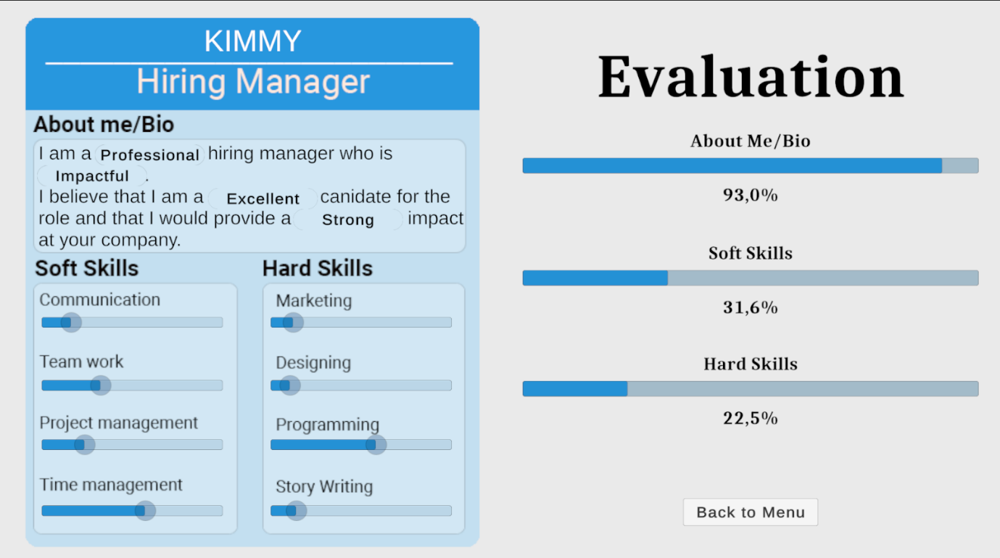 KIMMY
Hiring Manager
About me/Bio
I am a Professional hiring manager who is
Impactful .
I believe that I am a Excellent canidate for the
role and that I would provide a Strong impact
at your company.
Soft Skills
Communication
Team work
Project management
Time management
Hard Skills
Marketing
Designing
Programming
Story Writing
Evaluation
About Me/Bio
93,0%
Soft Skills
31,6%
Hard Skills
22,5%
Back to Menu